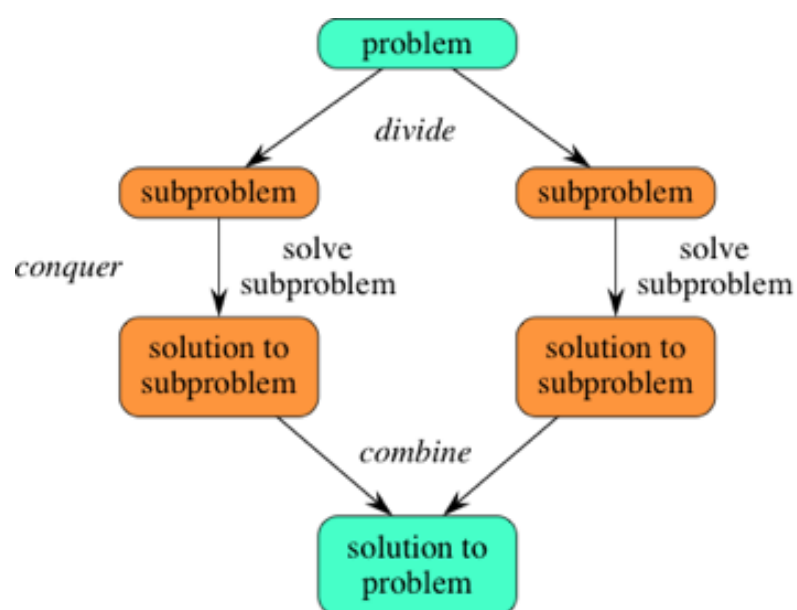 problem
divide
subproblem
subproblem
conquer
solve
subproblem
solve
subproblem
solution to
subproblem
solution to
subproblem
combine
solution to
problem